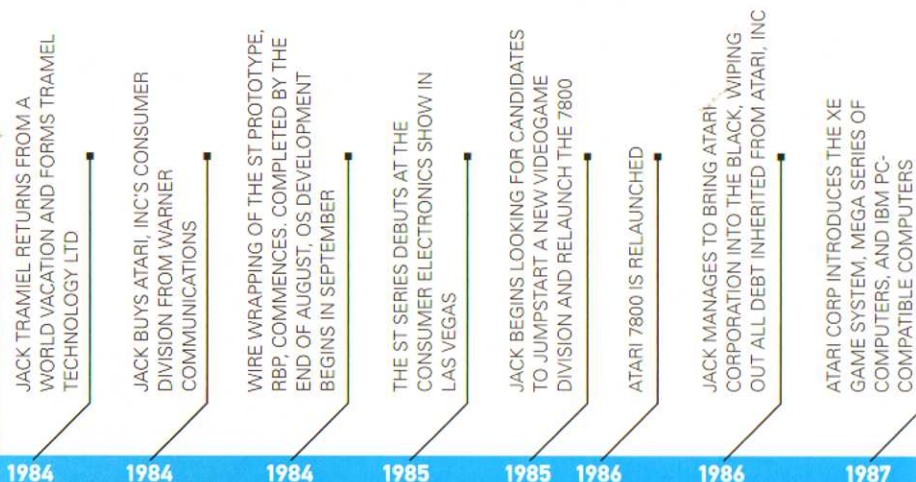 JACK TRAMIEL RETURNS FROM A
WORLD VACATION AND FORMS TRAMEL
TECHNOLOGY LTD
1984
JACK BUYS ATARI, INC'S CONSUMER
DIVISION FROM WARNER
COMMUNICATIONS
1984
WIRE WRAPPING OF THE ST PROTOTYPE,
RBP, COMMENCES. COMPLETED BY THE
END OF AUGUST, OS DEVELOPMENT
BEGINS IN SEPTEMBER
1984
THE ST SERIES DEBUTS AT THE
CONSUMER ELECTRONICS SHOW IN
LAS VEGAS
1985
JACK BEGINS LOOKING FOR CANDIDATES
TO JUMPSTART A NEW VIDEOGAME
DIVISION AND RELAUNCH THE 7800
1985
ATARI 7800 IS RELAUNCHED
1986
JACK MANAGES TO BRING ATARI
CORPORATION INTO THE BLACK, WIPING
OUT ALL DEBT INHERITED FROM ATARI, INC
1986
ATARI CORP INTRODUCES THE XE
GAME SYSTEM, MEGA SERIES OF
COMPUTERS, AND IBM PC-
COMPATIBLE COMPUTERS
1987